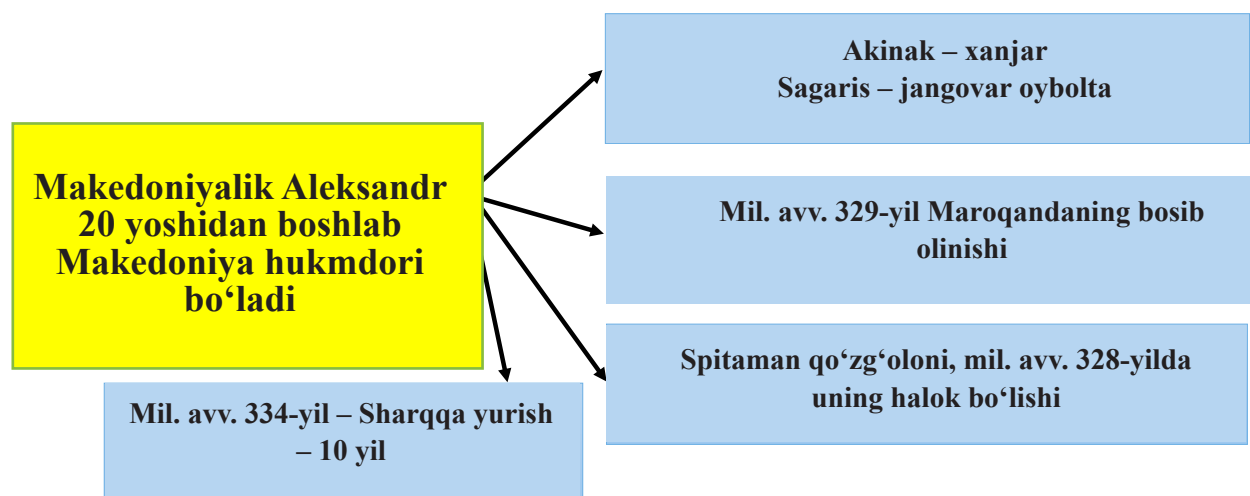 Makedoniyalik Aleksandr
20 yoshidan boshlab
Makedoniya hukmdori
bo‘ladi
Akinak – xanjar
Sagaris – jangovar oybolta
Mil. avv. 329-yil Maroqandaning bosib
olinishi
Spitaman qo‘zg‘oloni, mil. avv. 328-yilda
uning halok bo‘lishi
Mil. avv. 334-yil – Sharqqa yurish
– 10 yil